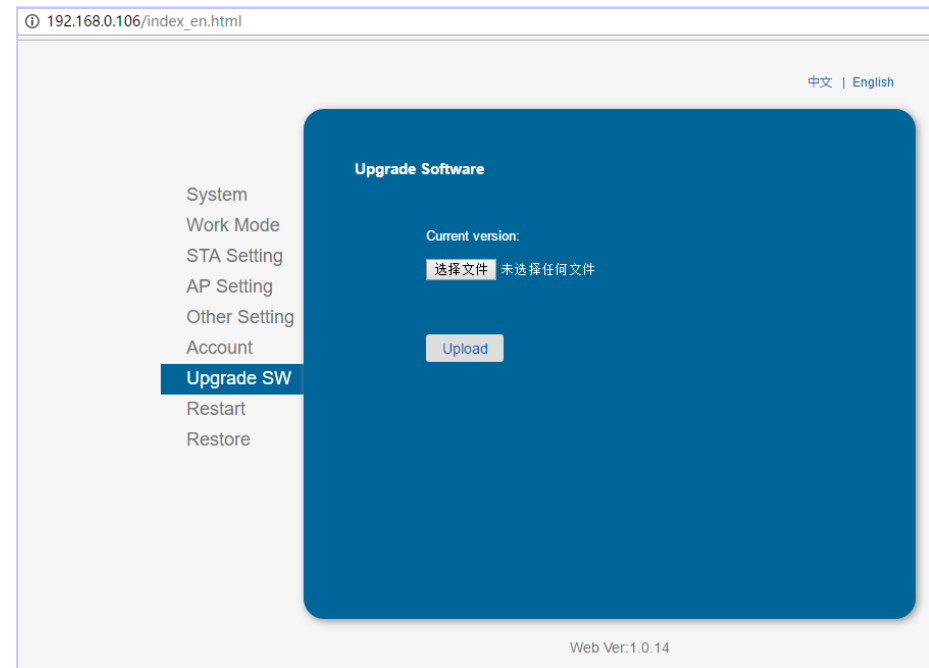 192.168.0.106/index_en.html
中文 | English
Upgrade Software
System
Work Mode
STA Setting
AP Setting
Other Setting
Account
Upgrade SW
Restart
Restore
Current version:
选择文件 未选择任何文件
Upload
Web Ver:1.0.14